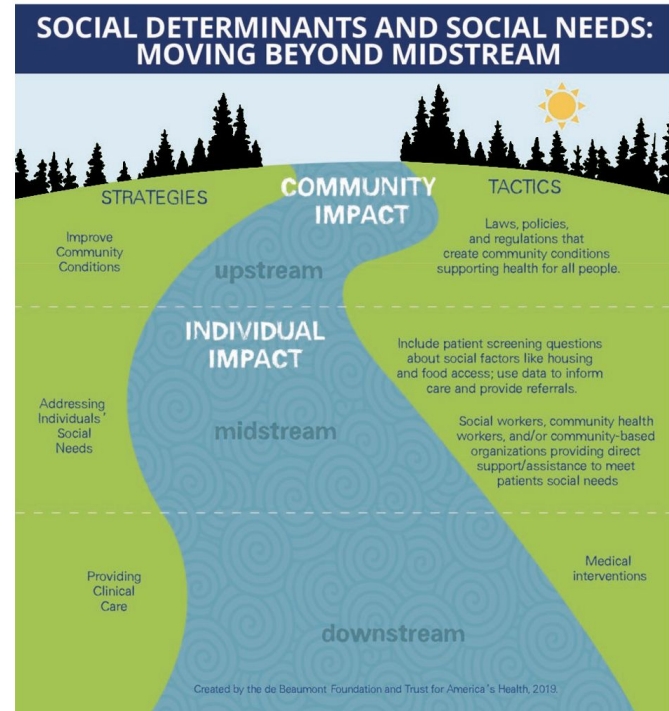 SOCIAL DETERMINANTS AND SOCIAL NEEDS:
MOVING BEYOND MIDSTREAM
STRATEGIES
COMMUNITY
IMPACT
TACTICS
Improve
Community
Conditions
upstream
Laws, policies,
and regulations that
create community conditions
supporting health for all people.
INDIVIDUAL
IMPACT
Include patient screening questions
about social factors like housing
and food access; use data to inform
care and provide referrals.
Addressing
Individuals´
Social
Needs
midstream
Social workers, community health
workers, and/or community-based
organizations providing direct
support/assistance to meet
patients social needs
Providing
Clinical
Care
Medical
interventions
downstream
Created by the de Beaumont Foundation and Trust for America´s Health, 2019.